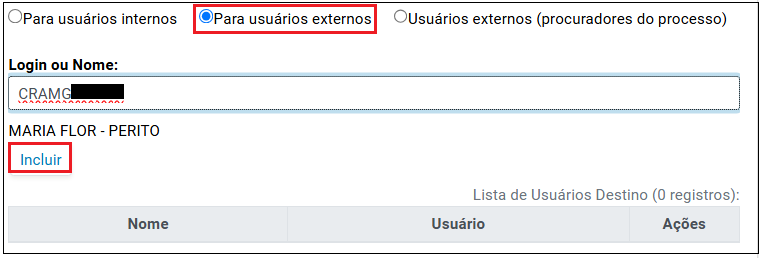 Para usuários internos Para usuários externos Usuários externos (procuradores do processo)
Login ou Nome:
CRAMG
MARIA FLOR - PERITO
Incluir
Lista de Usuários Destino (0 registros):
Nome Usuário Ações